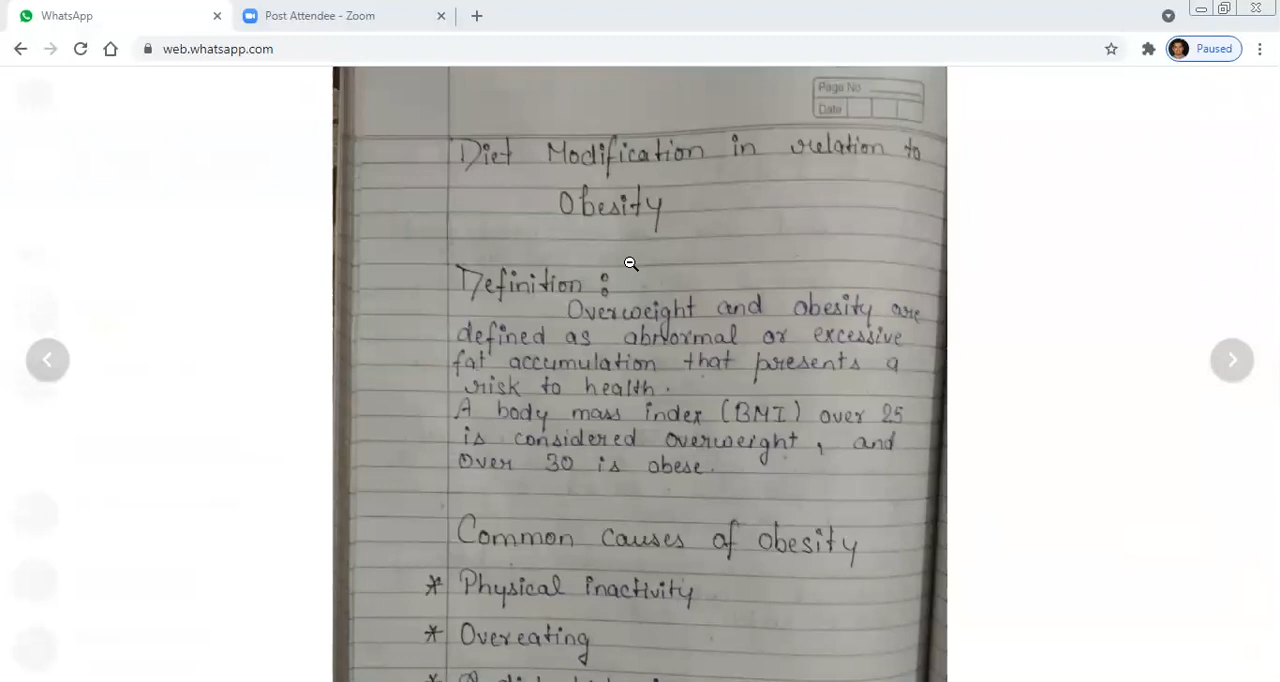 WhatsApp
Post Attendee - Zoom
web.whatsapp.com
Paused
Page No
Date
Diet Modification in relation to
Obesity
Definition :
Overweight and obesity are
defined as abnormal or excessive
fat accumulation that presents a
risk to health.
A body mass index (BMI) over 25
is considered overweight, and
over 30 is obese.
Common causes of obesity
* Physical inactivity
* Overeating